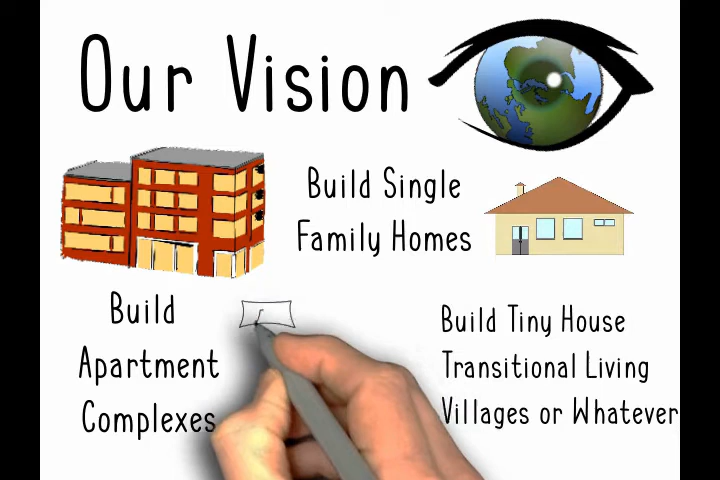 Our Vision
Build Single
Family Homes
Build
Apartment
Complexes
Build Tiny House
Transitional Living
Villages or Whatever